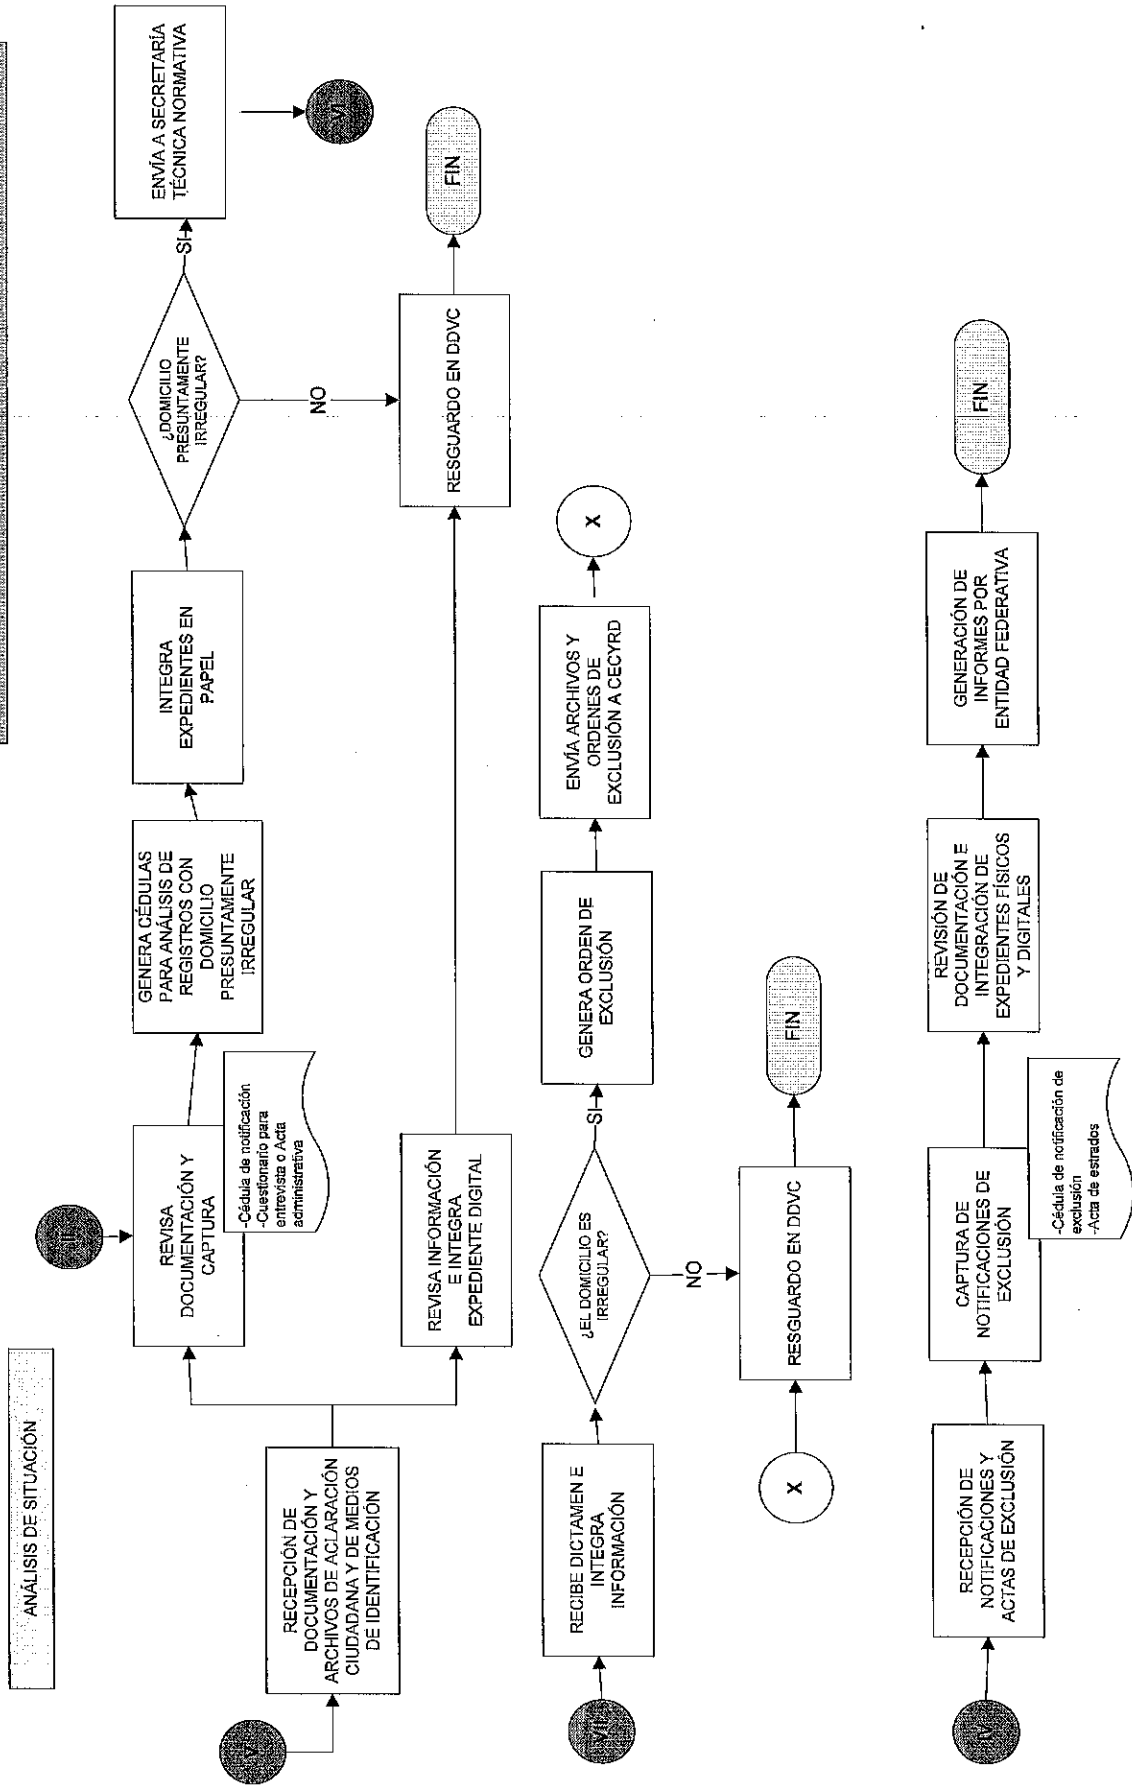 ANÁLISIS DE SITUACIÓN
RECEPCIÓN DE
DOCUMENTACIÓN Y
ARCHIVOS DE ACLARACIÓN
CIUDADANA Y DE MEDIOS
DE IDENTIFICACIÓN
REVISA
DOCUMENTACIÓN Y
CAPTURA
-Cédula de notificación
-Cuestionario para
entrevista o Acta
administrativa
GENERA CÉDULAS
PARA ANÁLISIS DE
REGISTROS CON
DOMICILIO
PRESUNTAMENTE
IRREGULAR
INTEGRA
EXPEDIENTES EN
PAPEL
¿DOMICILIO
PRESUNTAMENTE
IRREGULAR?
SI
ENVÍA A SECRETARÍA
TÉCNICA NORMATIVA
VI
NO
REVISA INFORMACIÓN
E INTEGRA
EXPEDIENTE DIGITAL
RESGUARDO EN DDVC
FIN
VII
RECIBE DICTAMEN E
INTEGRA
INFORMACIÓN
¿EL DOMICILIO ES
IRREGULAR?
SI
GENERA ORDEN DE
EXCLUSIÓN
ENVÍA ARCHIVOS Y
ORDENES DE
EXCLUSIÓN A CECYRD
X
NO
X
RESGUARDO EN DDVC
FIN
RECEPCIÓN DE
NOTIFICACIONES Y
ACTAS DE EXCLUSIÓN
CAPTURA DE
NOTIFICACIONES DE
EXCLUSIÓN
-Cédula de notificación de
exclusión
-Acta de estrados
REVISIÓN DE
DOCUMENTACIÓN E
INTEGRACIÓN DE
EXPEDIENTES FÍSICOS
Y DIGITALES
GENERACIÓN DE
INFORMES POR
ENTIDAD FEDERATIVA
FIN